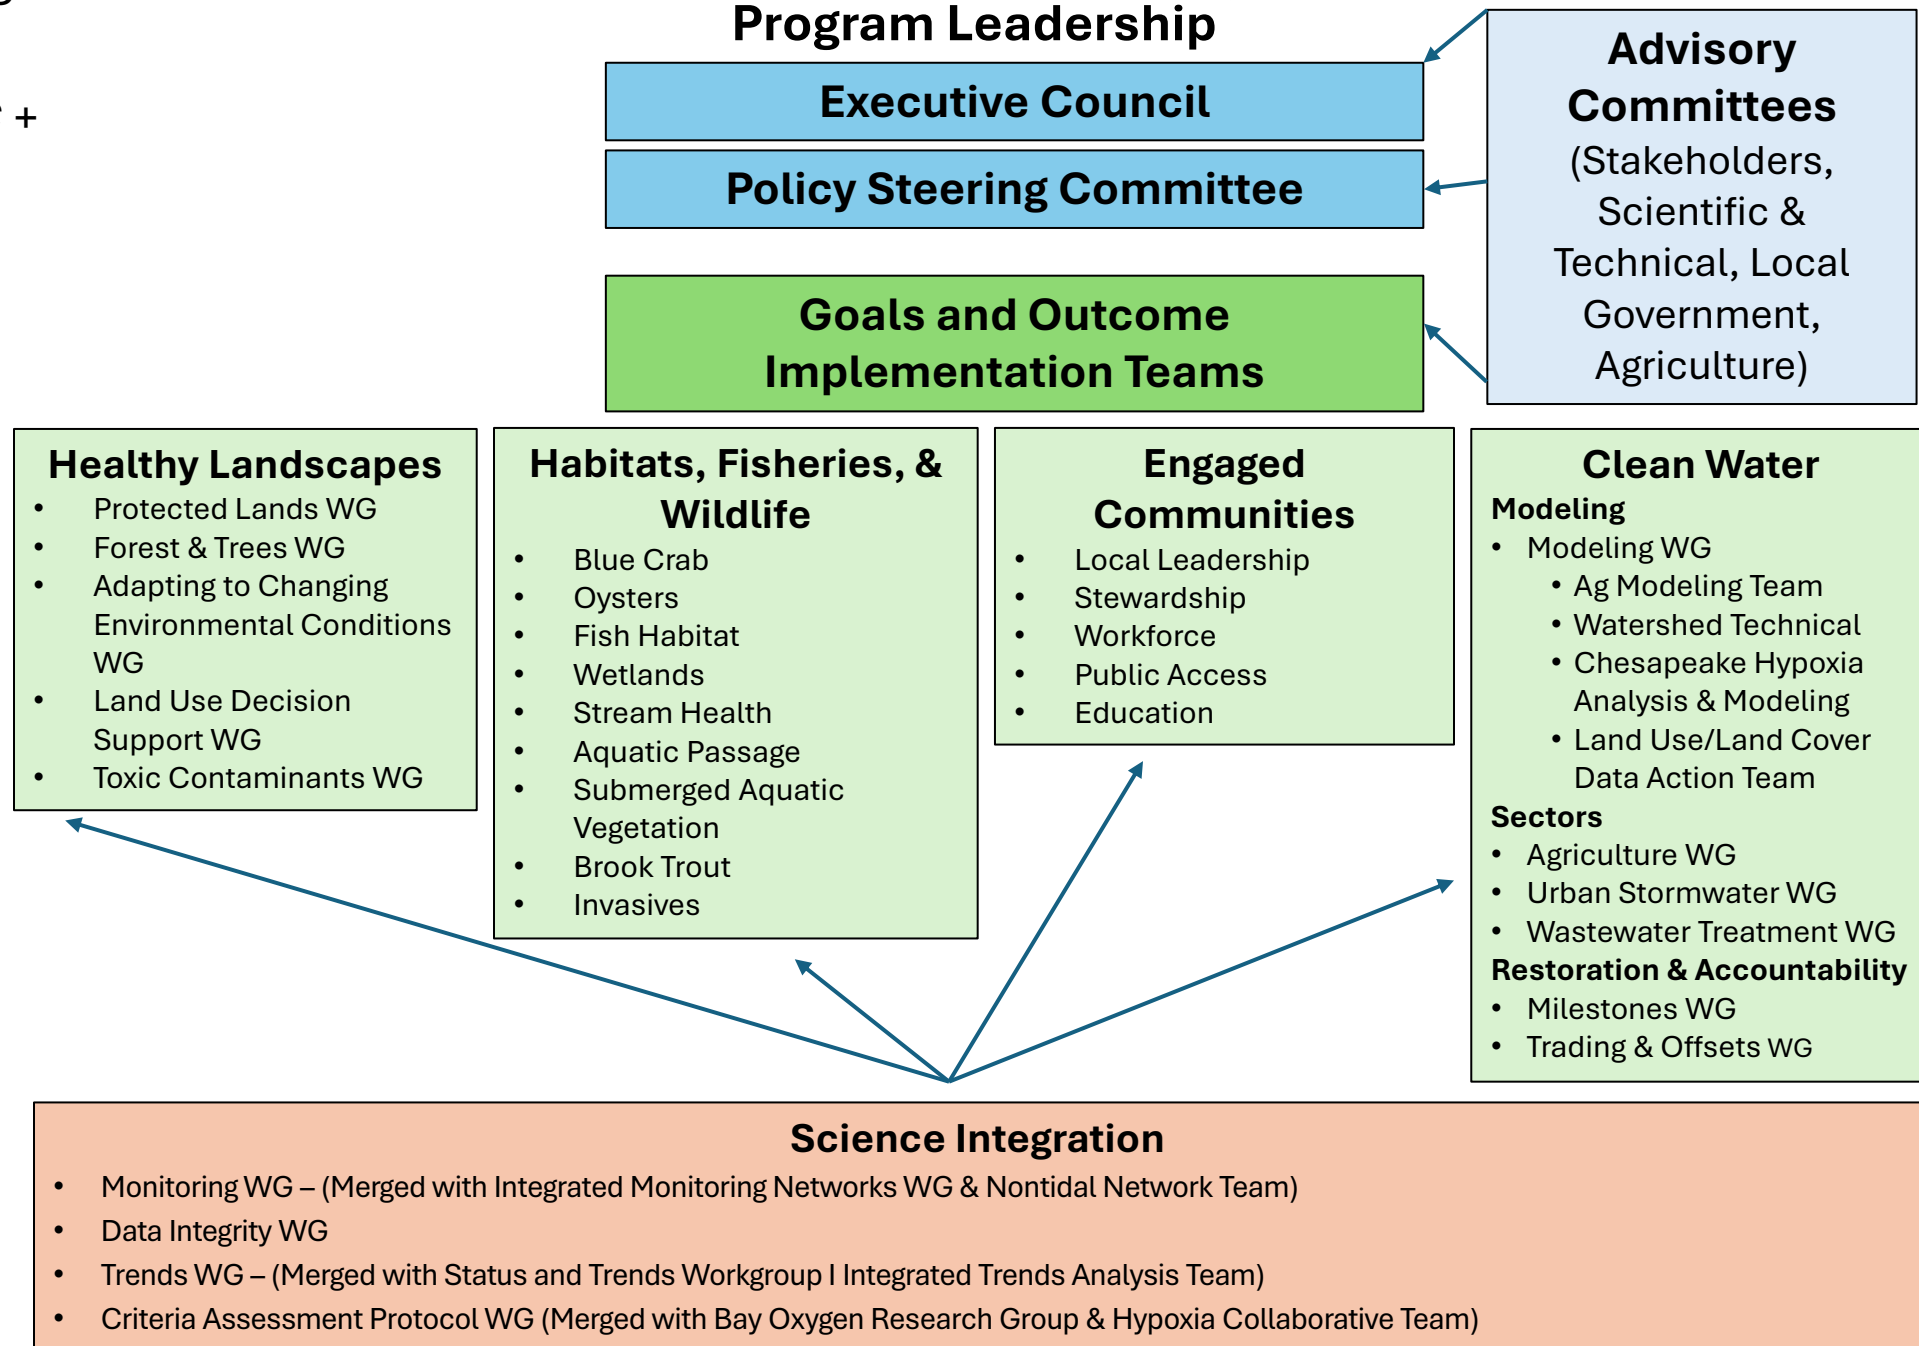 +
Program Leadership
Executive Council
Policy Steering Committee
Goals and Outcome
Implementation Teams
Advisory
Committees
(Stakeholders,
Scientific &
Technical, Local
Government,
Agriculture)
Healthy Landscapes
• Protected Lands WG
• Forest & Trees WG
• Adapting to Changing
Environmental Conditions
WG
• Land Use Decision
Support WG
• Toxic Contaminants WG
Habitats, Fisheries, &
Wildlife
• Blue Crab
• Oysters
• Fish Habitat
• Wetlands
• Stream Health
• Aquatic Passage
• Submerged Aquatic
Vegetation
• Brook Trout
• Invasives
Engaged
Communities
• Local Leadership
• Stewardship
• Workforce
• Public Access
• Education
Clean Water
Modeling
• Modeling WG
• Ag Modeling Team
• Watershed Technical
• Chesapeake Hypoxia
Analysis & Modeling
• Land Use/Land Cover
Data Action Team
Sectors
• Agriculture WG
• Urban Stormwater WG
• Wastewater Treatment WG
Restoration & Accountability
• Milestones WG
• Trading & Offsets WG
Science Integration
• Monitoring WG – (Merged with Integrated Monitoring Networks WG & Nontidal Network Team)
• Data Integrity WG
• Trends WG – (Merged with Status and Trends Workgroup I Integrated Trends Analysis Team)
• Criteria Assessment Protocol WG (Merged with Bay Oxygen Research Group & Hypoxia Collaborative Team)